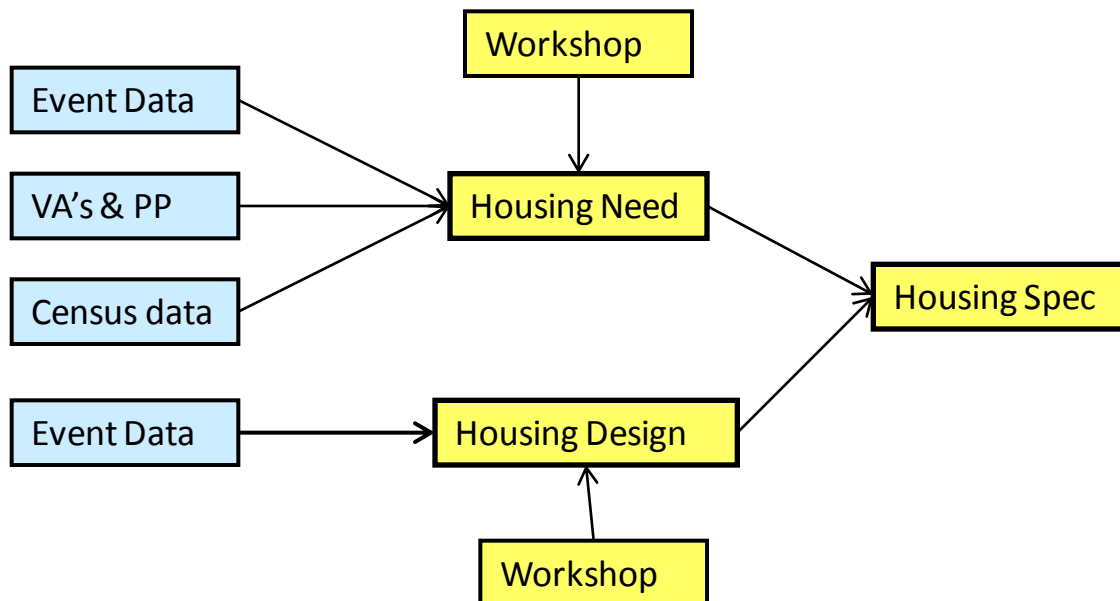 Workshop
Event Data
VA's & PP
Housing Need
Census data
Housing Spec
Event Data
Housing Design
Workshop